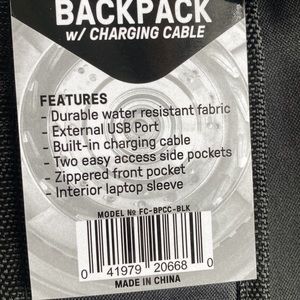 BACKPACK
w/ CHARGING CABLE
FEATURES
- Durable water resistant fabric
- External USB Port
- Built-in charging cable
- Two easy access side pockets
- Zippered front pocket
- Interior laptop sleeve
MODEL No FC-BPCC-BLK
0 41979 20668 0
MADE IN CHINA